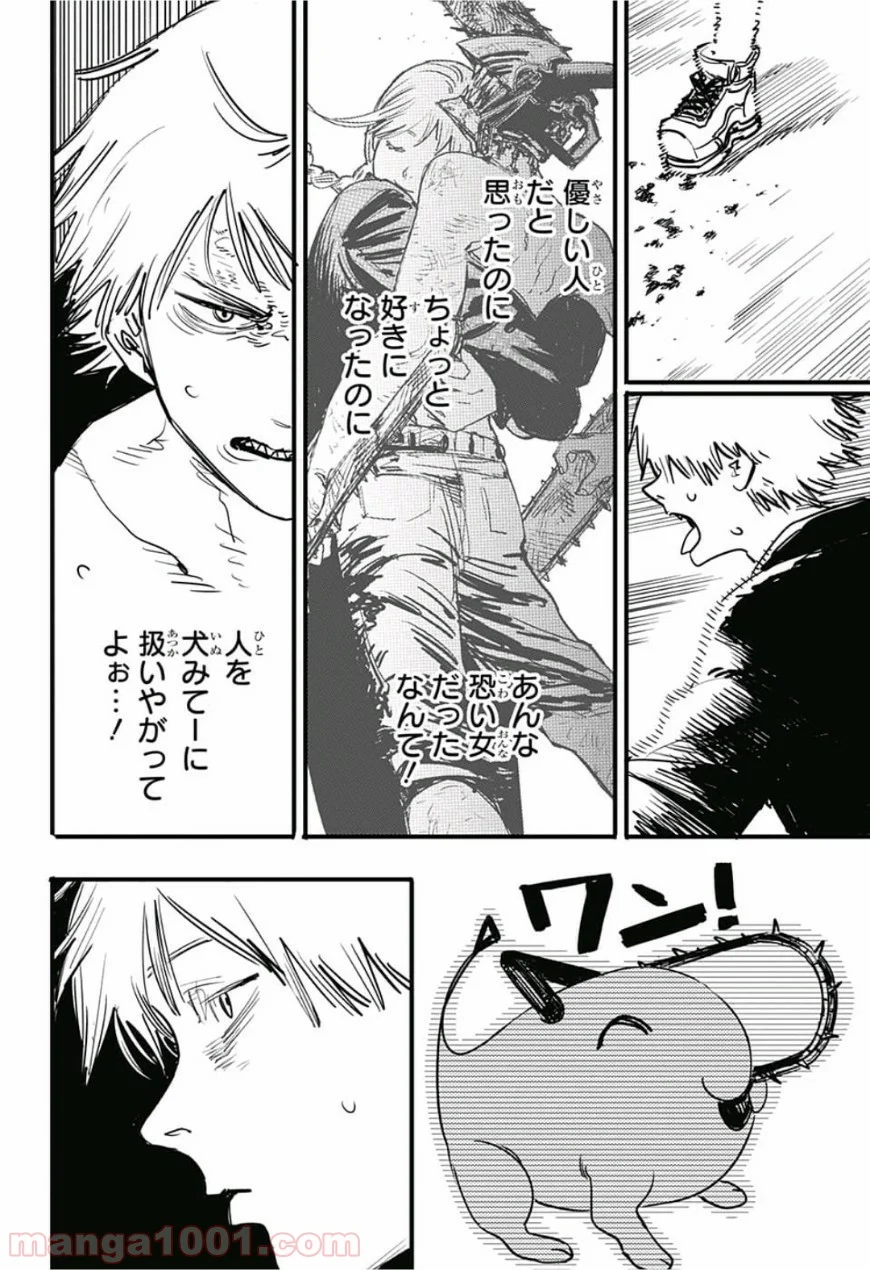 優しい人
だと
思ったのに
ちょっと
好きに
なったのに
あんな
恐い女
だった
なんて!
人を
犬みてーに
扱いやがって
よぉ…!
ワン!
manga1001.com